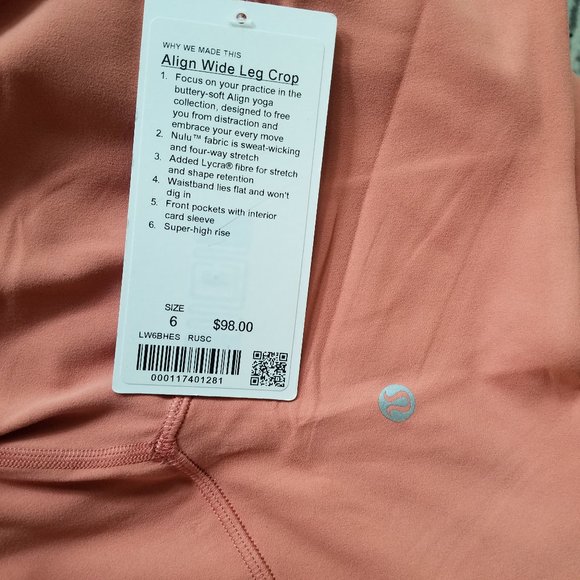 WHY WE MADE THIS
Align Wide Leg Crop
1. Focus on your practice in the
buttery-soft Align yoga
collection, designed to free
you from distraction and
embrace your every move
2. Nulu™ fabric is sweat-wicking
and four-way stretch
3. Added Lycra® fibre for stretch
and shape retention
4. Waistband lies flat and won't
dig in
5. Front pockets with interior
card sleeve
6. Super-high rise
SIZE
6 $98.00
LW6BHES RUSC
000117401281